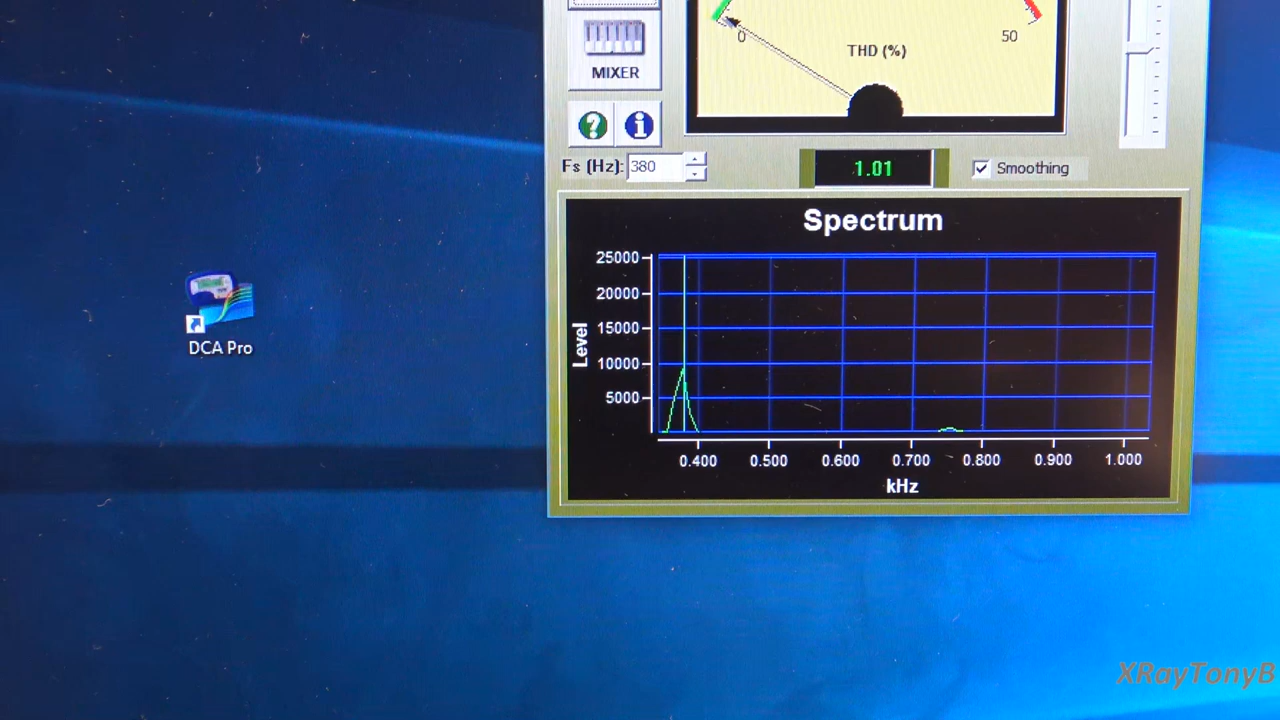 0
50
THD (%)
MIXER
?
i
Fs (Hz): 380
1.01
Smoothing
Spectrum
25000
20000
15000
10000
5000
Level
0.400 0.500 0.600 0.700 0.800 0.900 1.000
kHz
DCA Pro
XRayTonyB